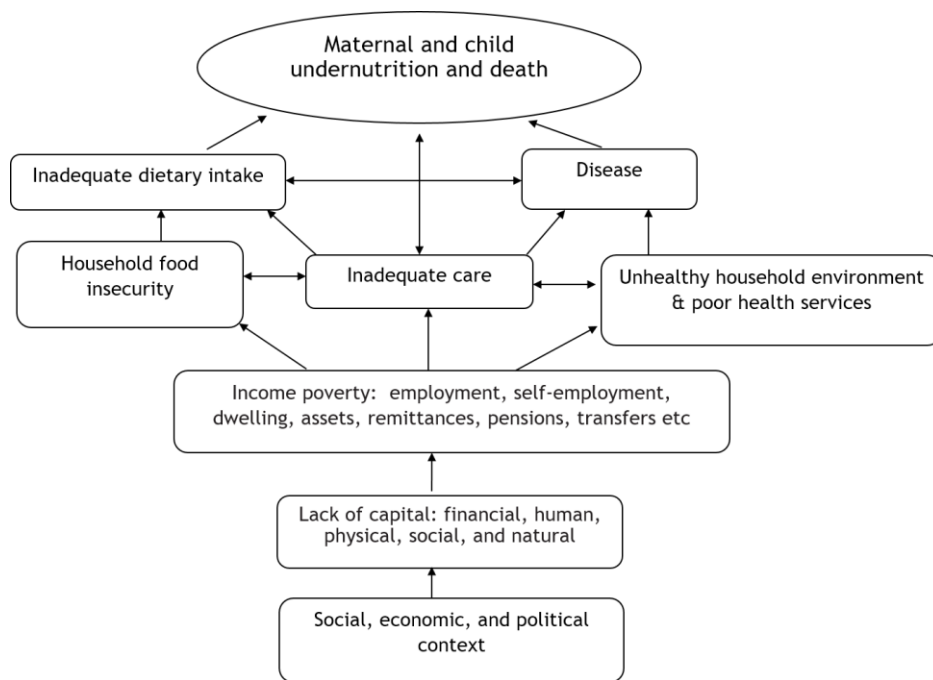 Maternal and child
undernutrition and death
Inadequate dietary intake
Disease
Household food
insecurity
Inadequate care
Unhealthy household environment
& poor health services
Income poverty: employment, self-employment,
dwelling, assets, remittances, pensions, transfers etc
Lack of capital: financial, human,
physical, social, and natural
Social, economic, and political
context